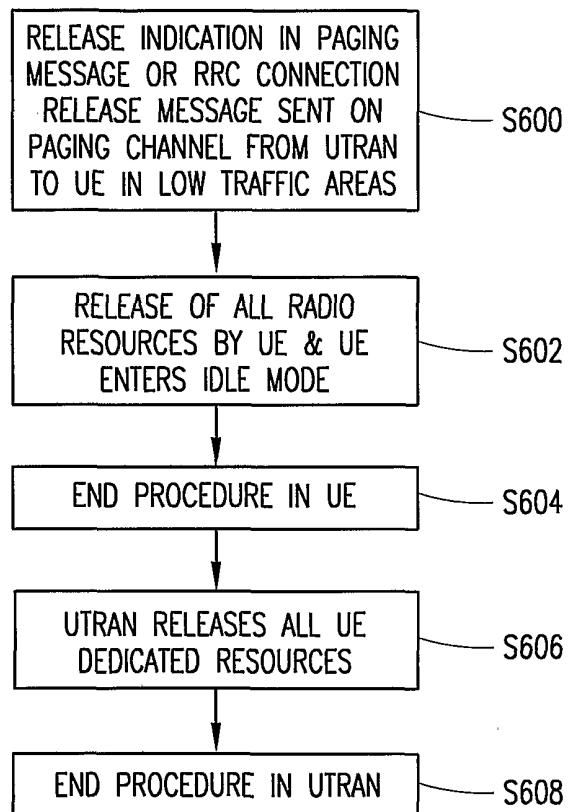 RELEASE INDICATION IN PAGING
MESSAGE OR RRC CONNECTION
RELEASE MESSAGE SENT ON
PAGING CHANNEL FROM UTRAN
TO UE IN LOW TRAFFIC AREAS
S600
RELEASE OF ALL RADIO
RESOURCES BY UE & UE
ENTERS IDLE MODE
S602
END PROCEDURE IN UE
S604
UTRAN RELEASES ALL UE
DEDICATED RESOURCES
S606
END PROCEDURE IN UTRAN
S608